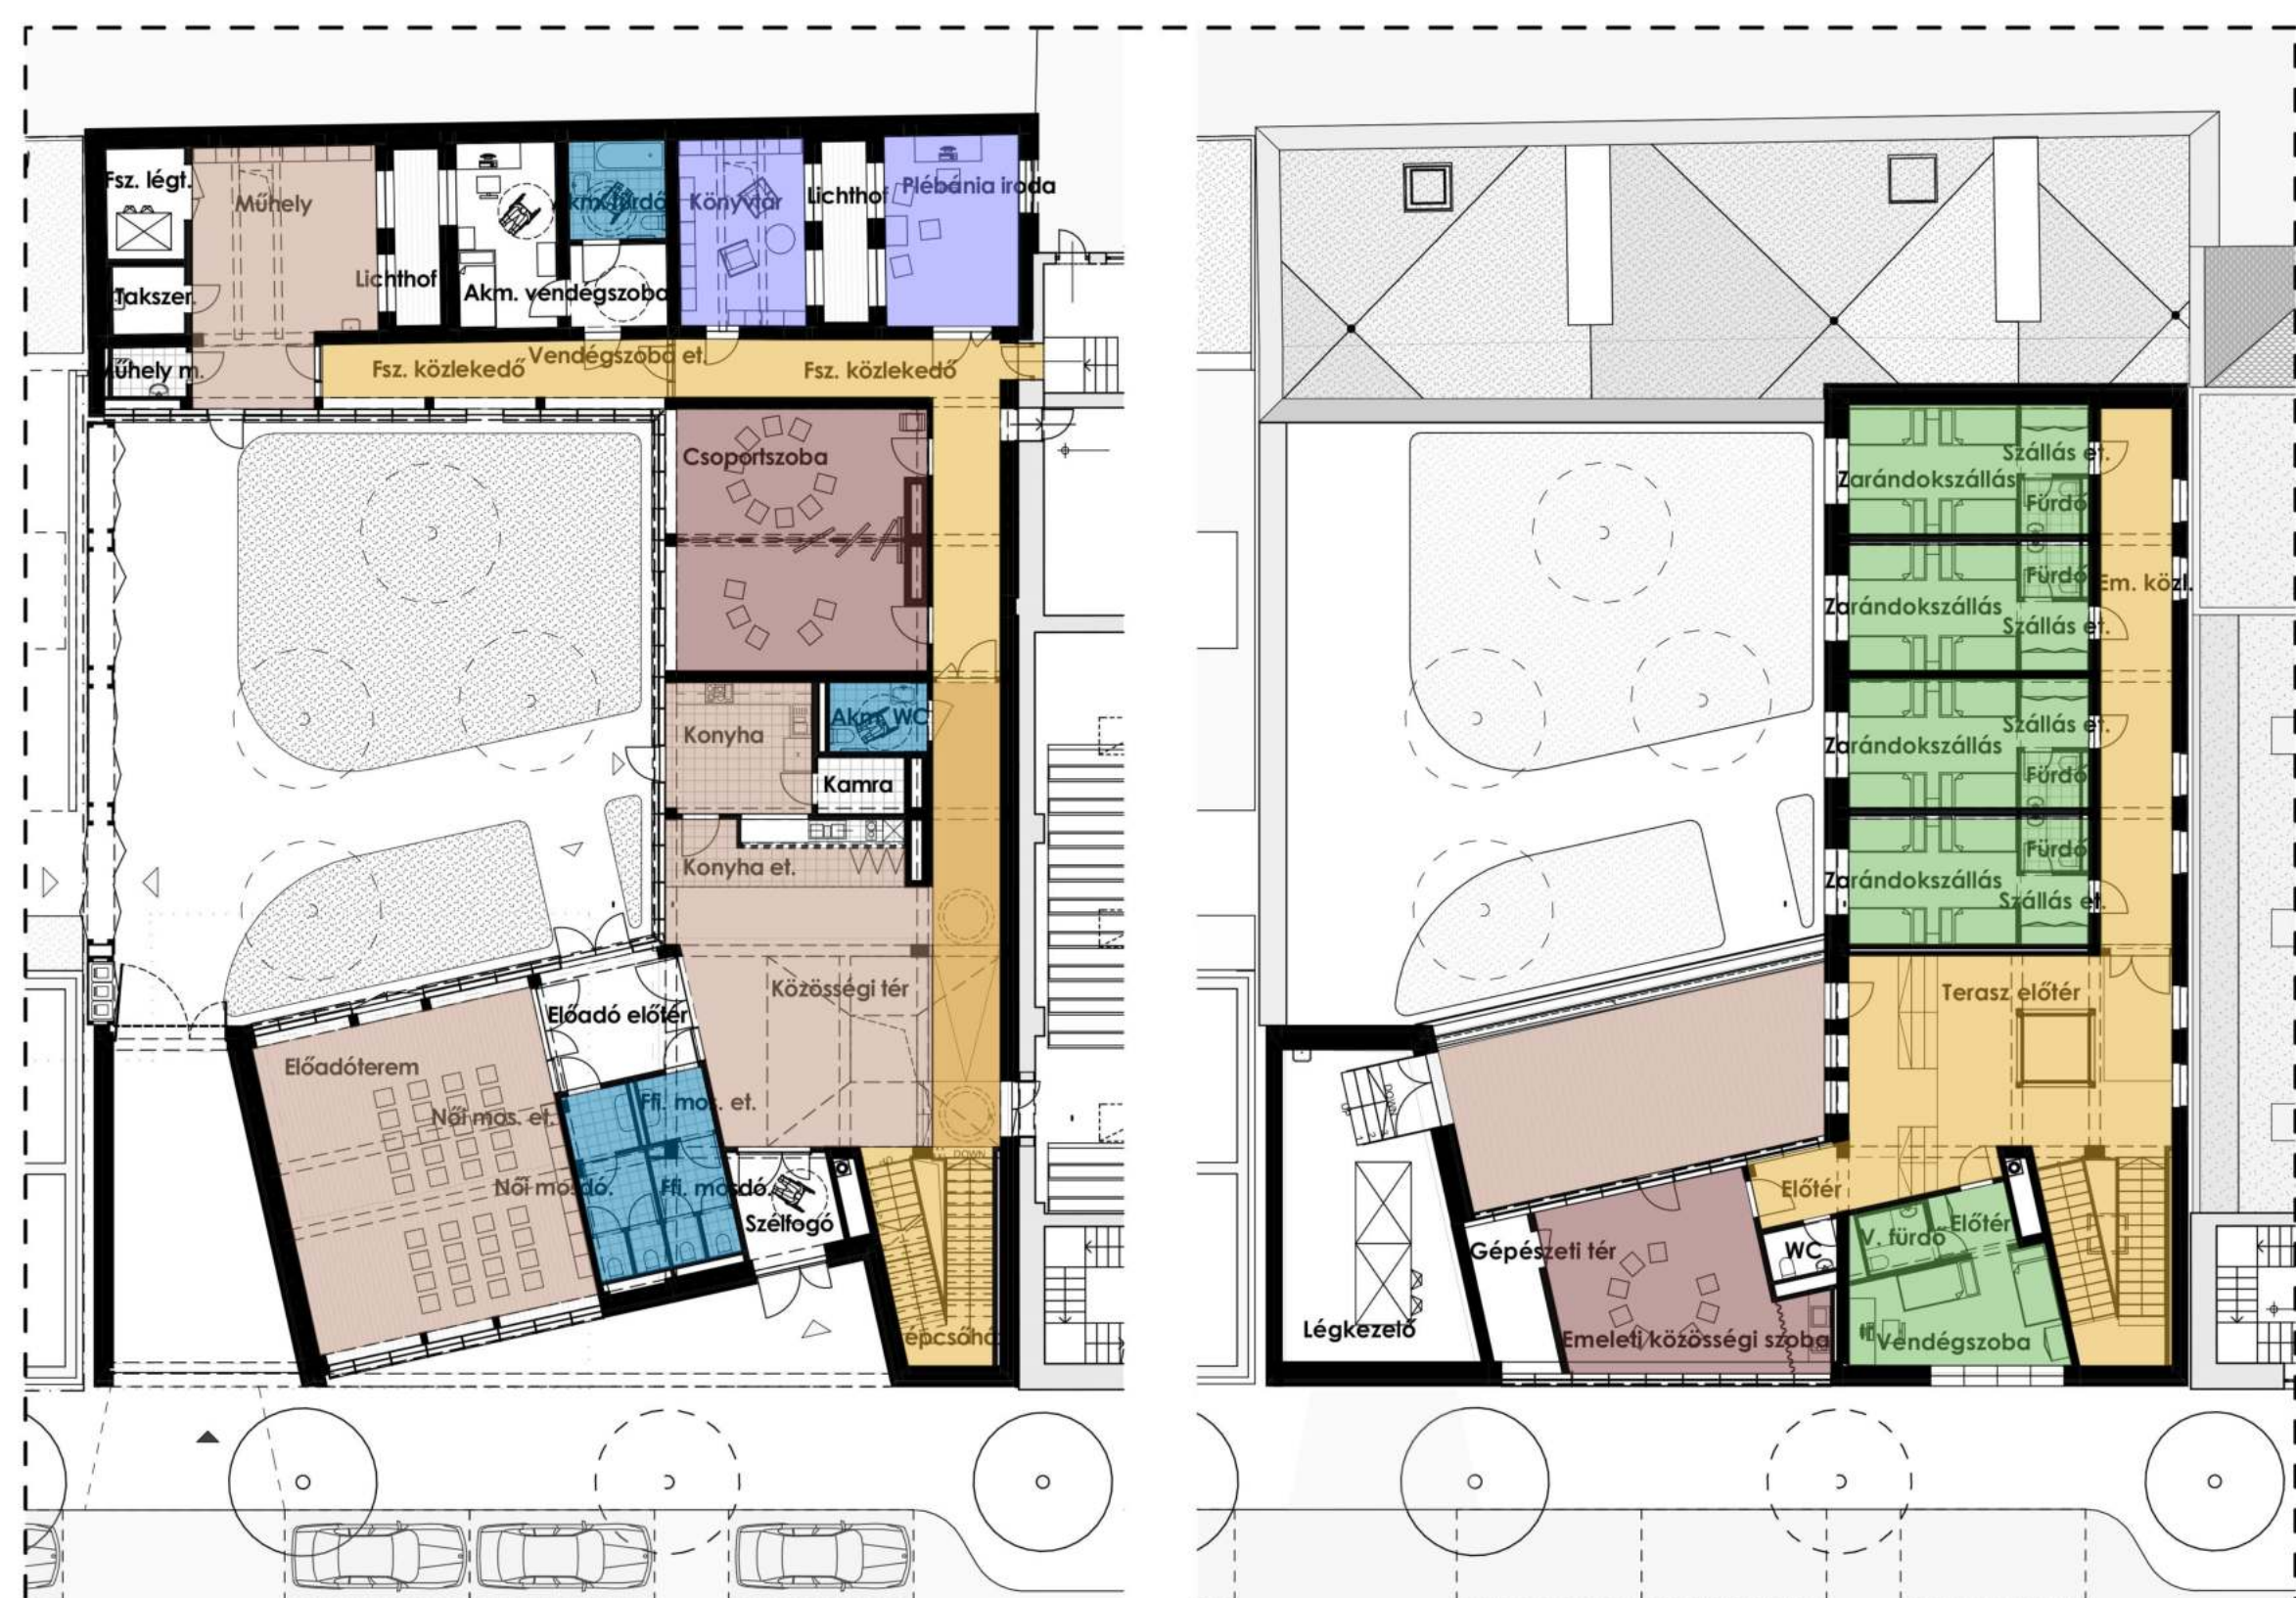 Fsz. légt.
Műhely
Lichthof
Takszer.
Akm. vendégszoba
Könyvtár
Lichthof
Plébánia iroda
Fsz. közlekedő
Vendégszoba et.
Fsz. közlekedő
Csoportszoba
Konyha
Akm. WC
Kamra
Konyha et.
Közösségi tér
Előadó előtér
Előadóterem
Női mos. et.
Ffi. mos. et.
Női mosdó.
Ffi. mosdó.
Szélfogó
DOWN
Szállás et.
Zarándokszállás
Fürdő
Fürdő
Em. közl.
Zarándokszállás
Szállás et.
Szállás et.
Zarándokszállás
Fürdő
Fürdő
Zarándokszállás
Szállás et.
Terasz előtér
DOWN
UP
Előtér
Előtér
V. fürdő
WC
Gépészeti tér
Légkezelő
Emeleti közösségi szoba
Vendégszoba